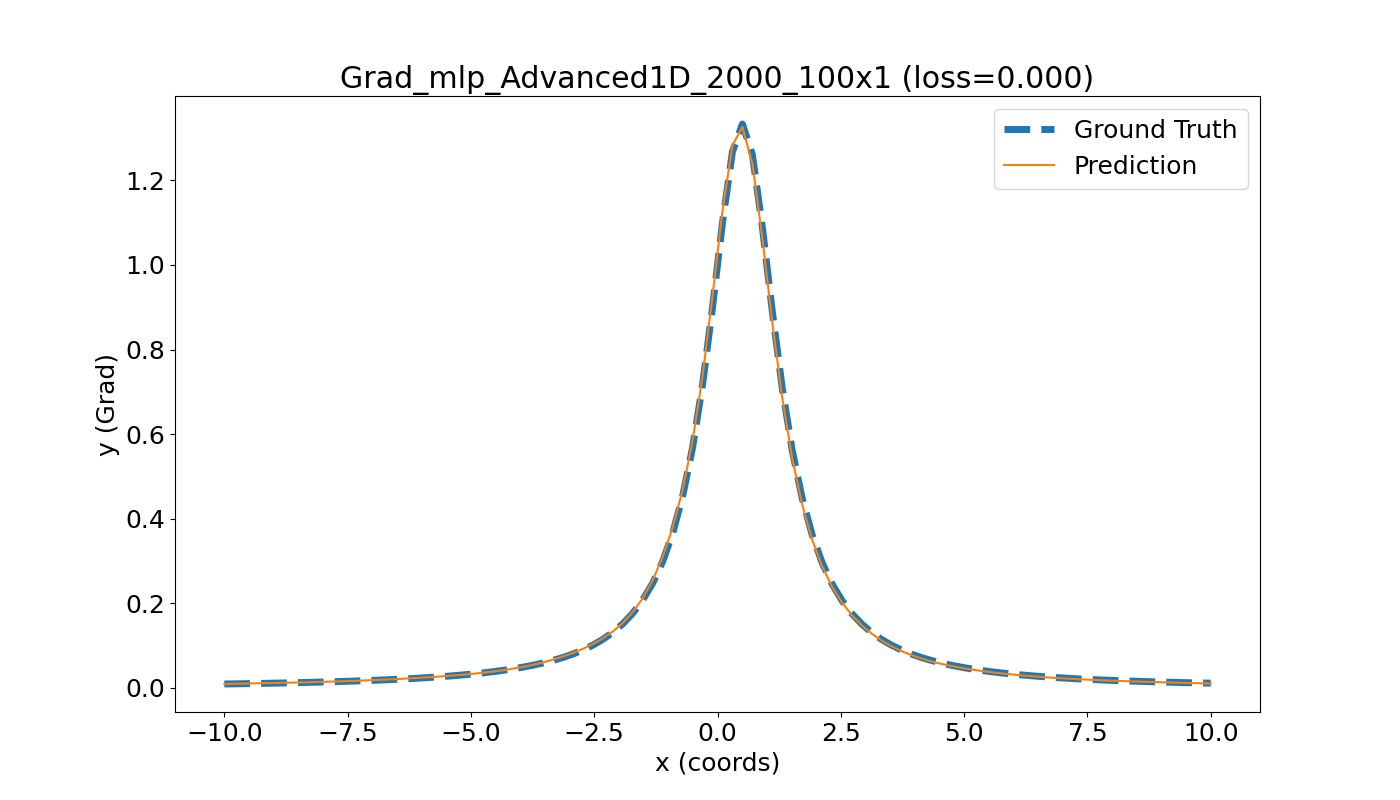 Grad_mlp_Advanced1D_2000_100x1 (loss=0.000)
Ground Truth
Prediction
y (Grad)
1.2
1.0
0.8
0.6
0.4
0.2
0.0
−10.0 −7.5 −5.0 −2.5 0.0 2.5 5.0 7.5 10.0
x (coords)